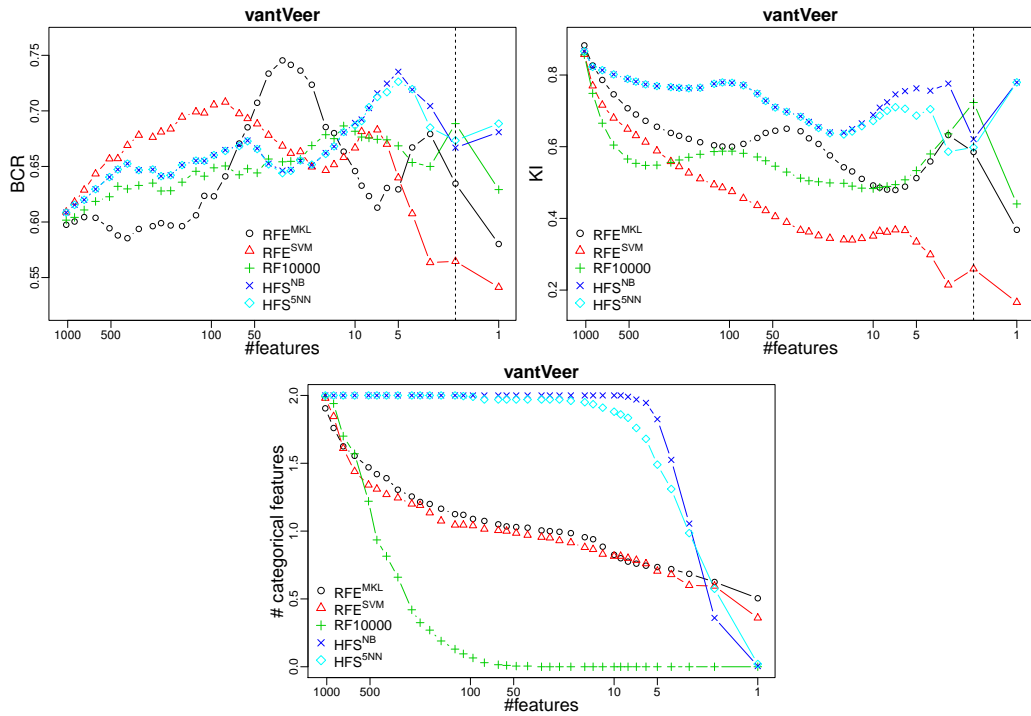 vantVeer
BCR
0.75
0.70
0.65
0.60
0.55
RFE^MKL
RFE^SVM
RF10000
HFS^NB
HFS^5NN
1000 500 100 50 10 5 1
#features
vantVeer
KI
0.8
0.6
0.4
0.2
RFE^MKL
RFE^SVM
RF10000
HFS^NB
HFS^5NN
1000 500 100 50 10 5 1
#features
vantVeer
# categorical features
2.0
1.5
1.0
0.5
0.0
RFE^MKL
RFE^SVM
RF10000
HFS^NB
HFS^5NN
1000 500 100 50 10 5 1
#features